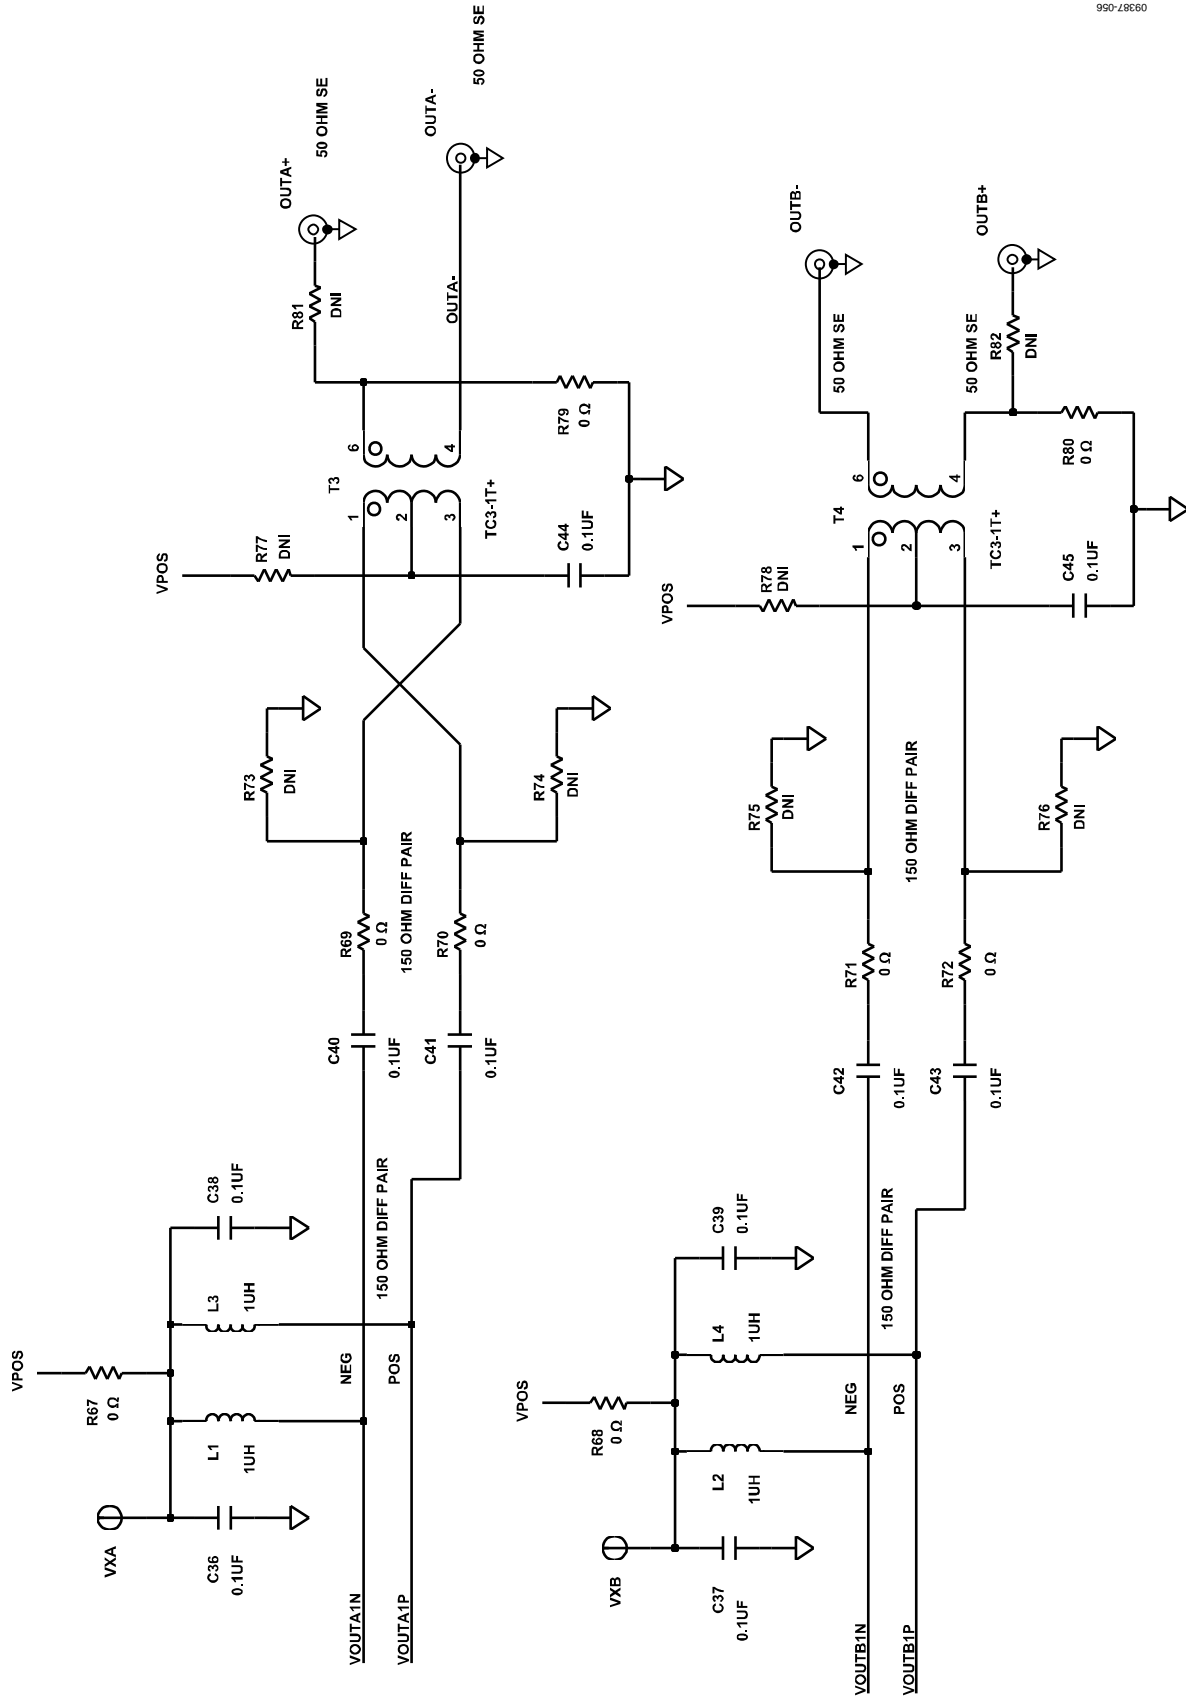 09387-056
50 OHM SE
OUTA-
50 OHM SE
OUTA+
R81
DNI
OUTA-
R79
0 Ω
T3
6
4
1
2
3
TC3-1T+
VPOS
R77
DNI
C44
0.1UF
R73
DNI
R74
DNI
150 OHM DIFF PAIR
R69
0 Ω
R70
0 Ω
C40
0.1UF
C41
0.1UF
150 OHM DIFF PAIR
C38
0.1UF
L3
1UH
VPOS
R67
0 Ω
NEG
POS
L1
1UH
VXA
C36
0.1UF
VOUTA1N
VOUTA1P
OUTB-
OUTB+
50 OHM SE
50 OHM SE
R82
DNI
R80
0 Ω
T4
6
4
1
2
3
TC3-1T+
VPOS
R78
DNI
C45
0.1UF
R75
DNI
R76
DNI
150 OHM DIFF PAIR
R71
0 Ω
R72
0 Ω
C42
0.1UF
C43
0.1UF
150 OHM DIFF PAIR
C39
0.1UF
L4
1UH
VPOS
R68
0 Ω
NEG
POS
L2
1UH
VXB
C37
0.1UF
VOUTB1N
VOUTB1P